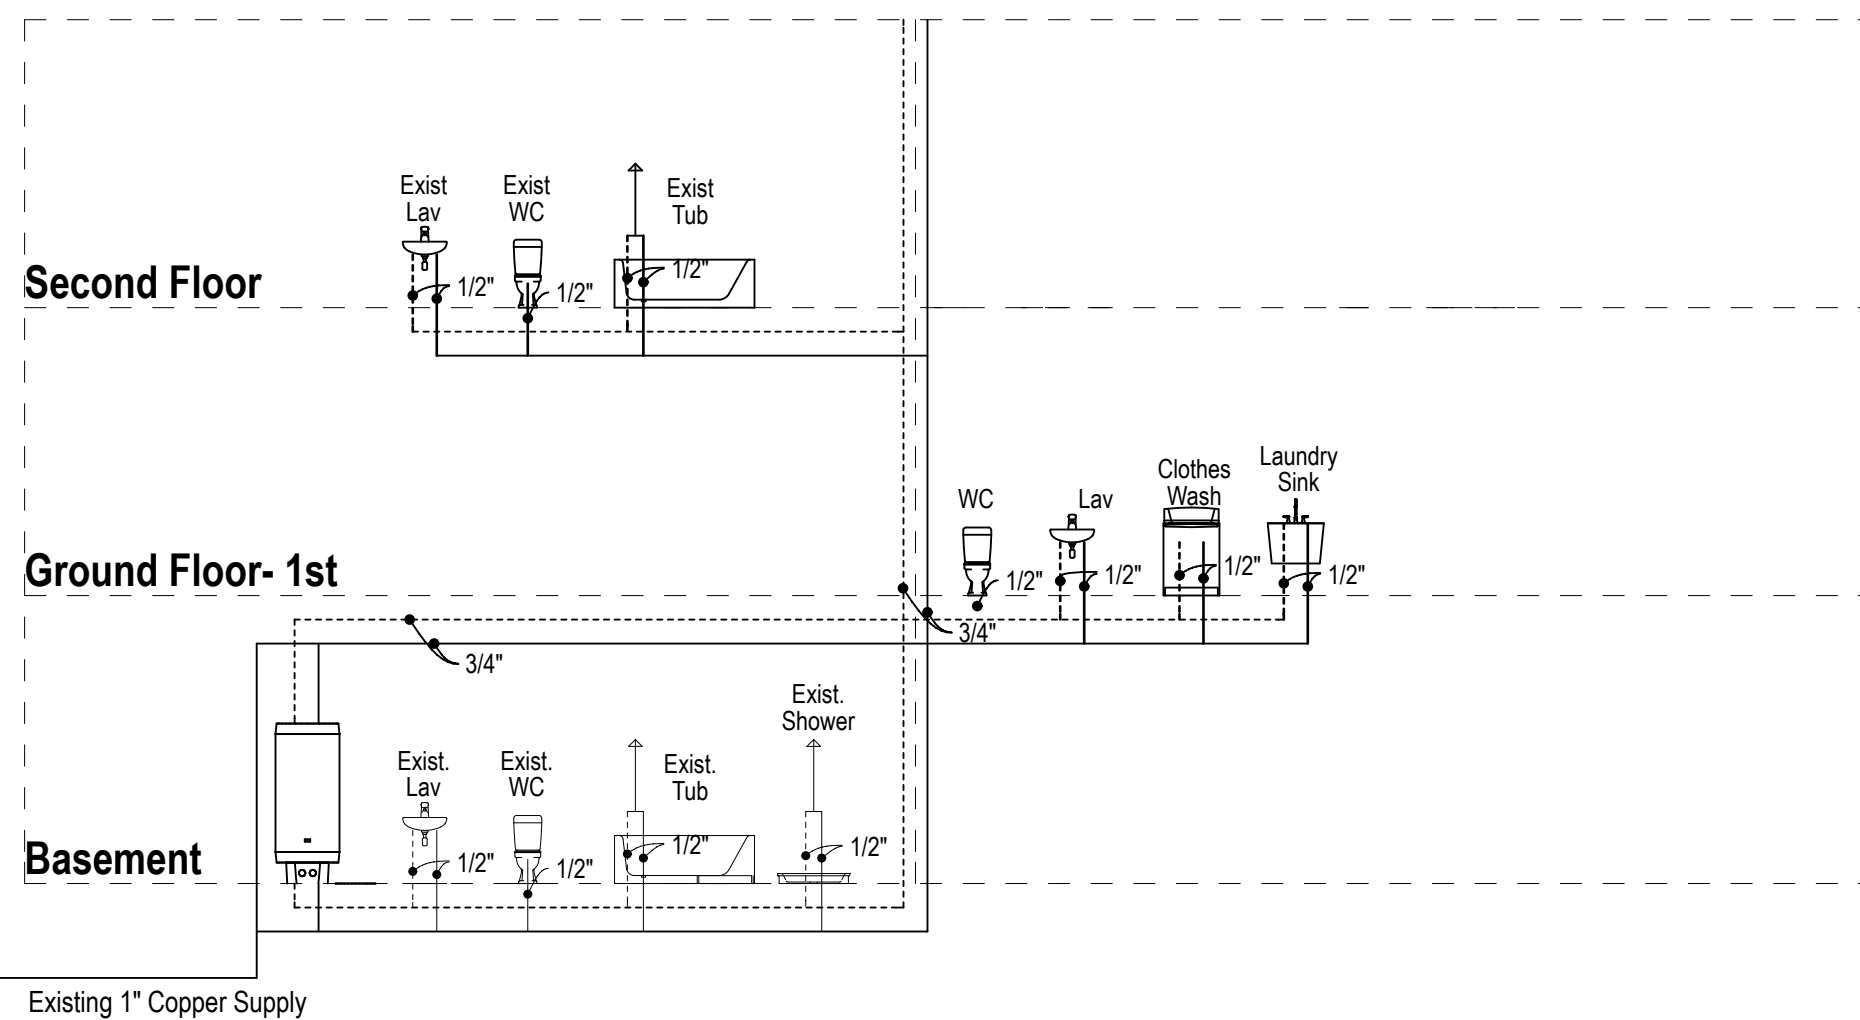 Exist
Lav
Exist
WC
Exist
Tub
Second Floor
1/2"
1/2"
1/2"
WC
Lav
Clothes
Wash
Laundry
Sink
Ground Floor- 1st
1/2"
1/2"
1/2"
1/2"
3/4"
3/4"
Exist.
Lav
Exist.
WC
Exist.
Tub
Exist.
Shower
Basement
1/2"
1/2"
1/2"
1/2"
Existing 1" Copper Supply